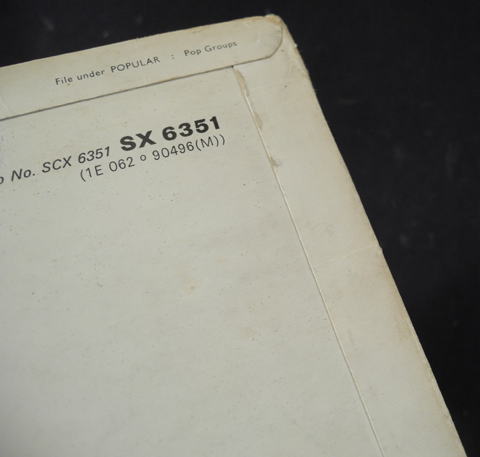 File under POPULAR : Pop Groups
No. SCX 6351 SX 6351
(1E 062 o 90496(M))